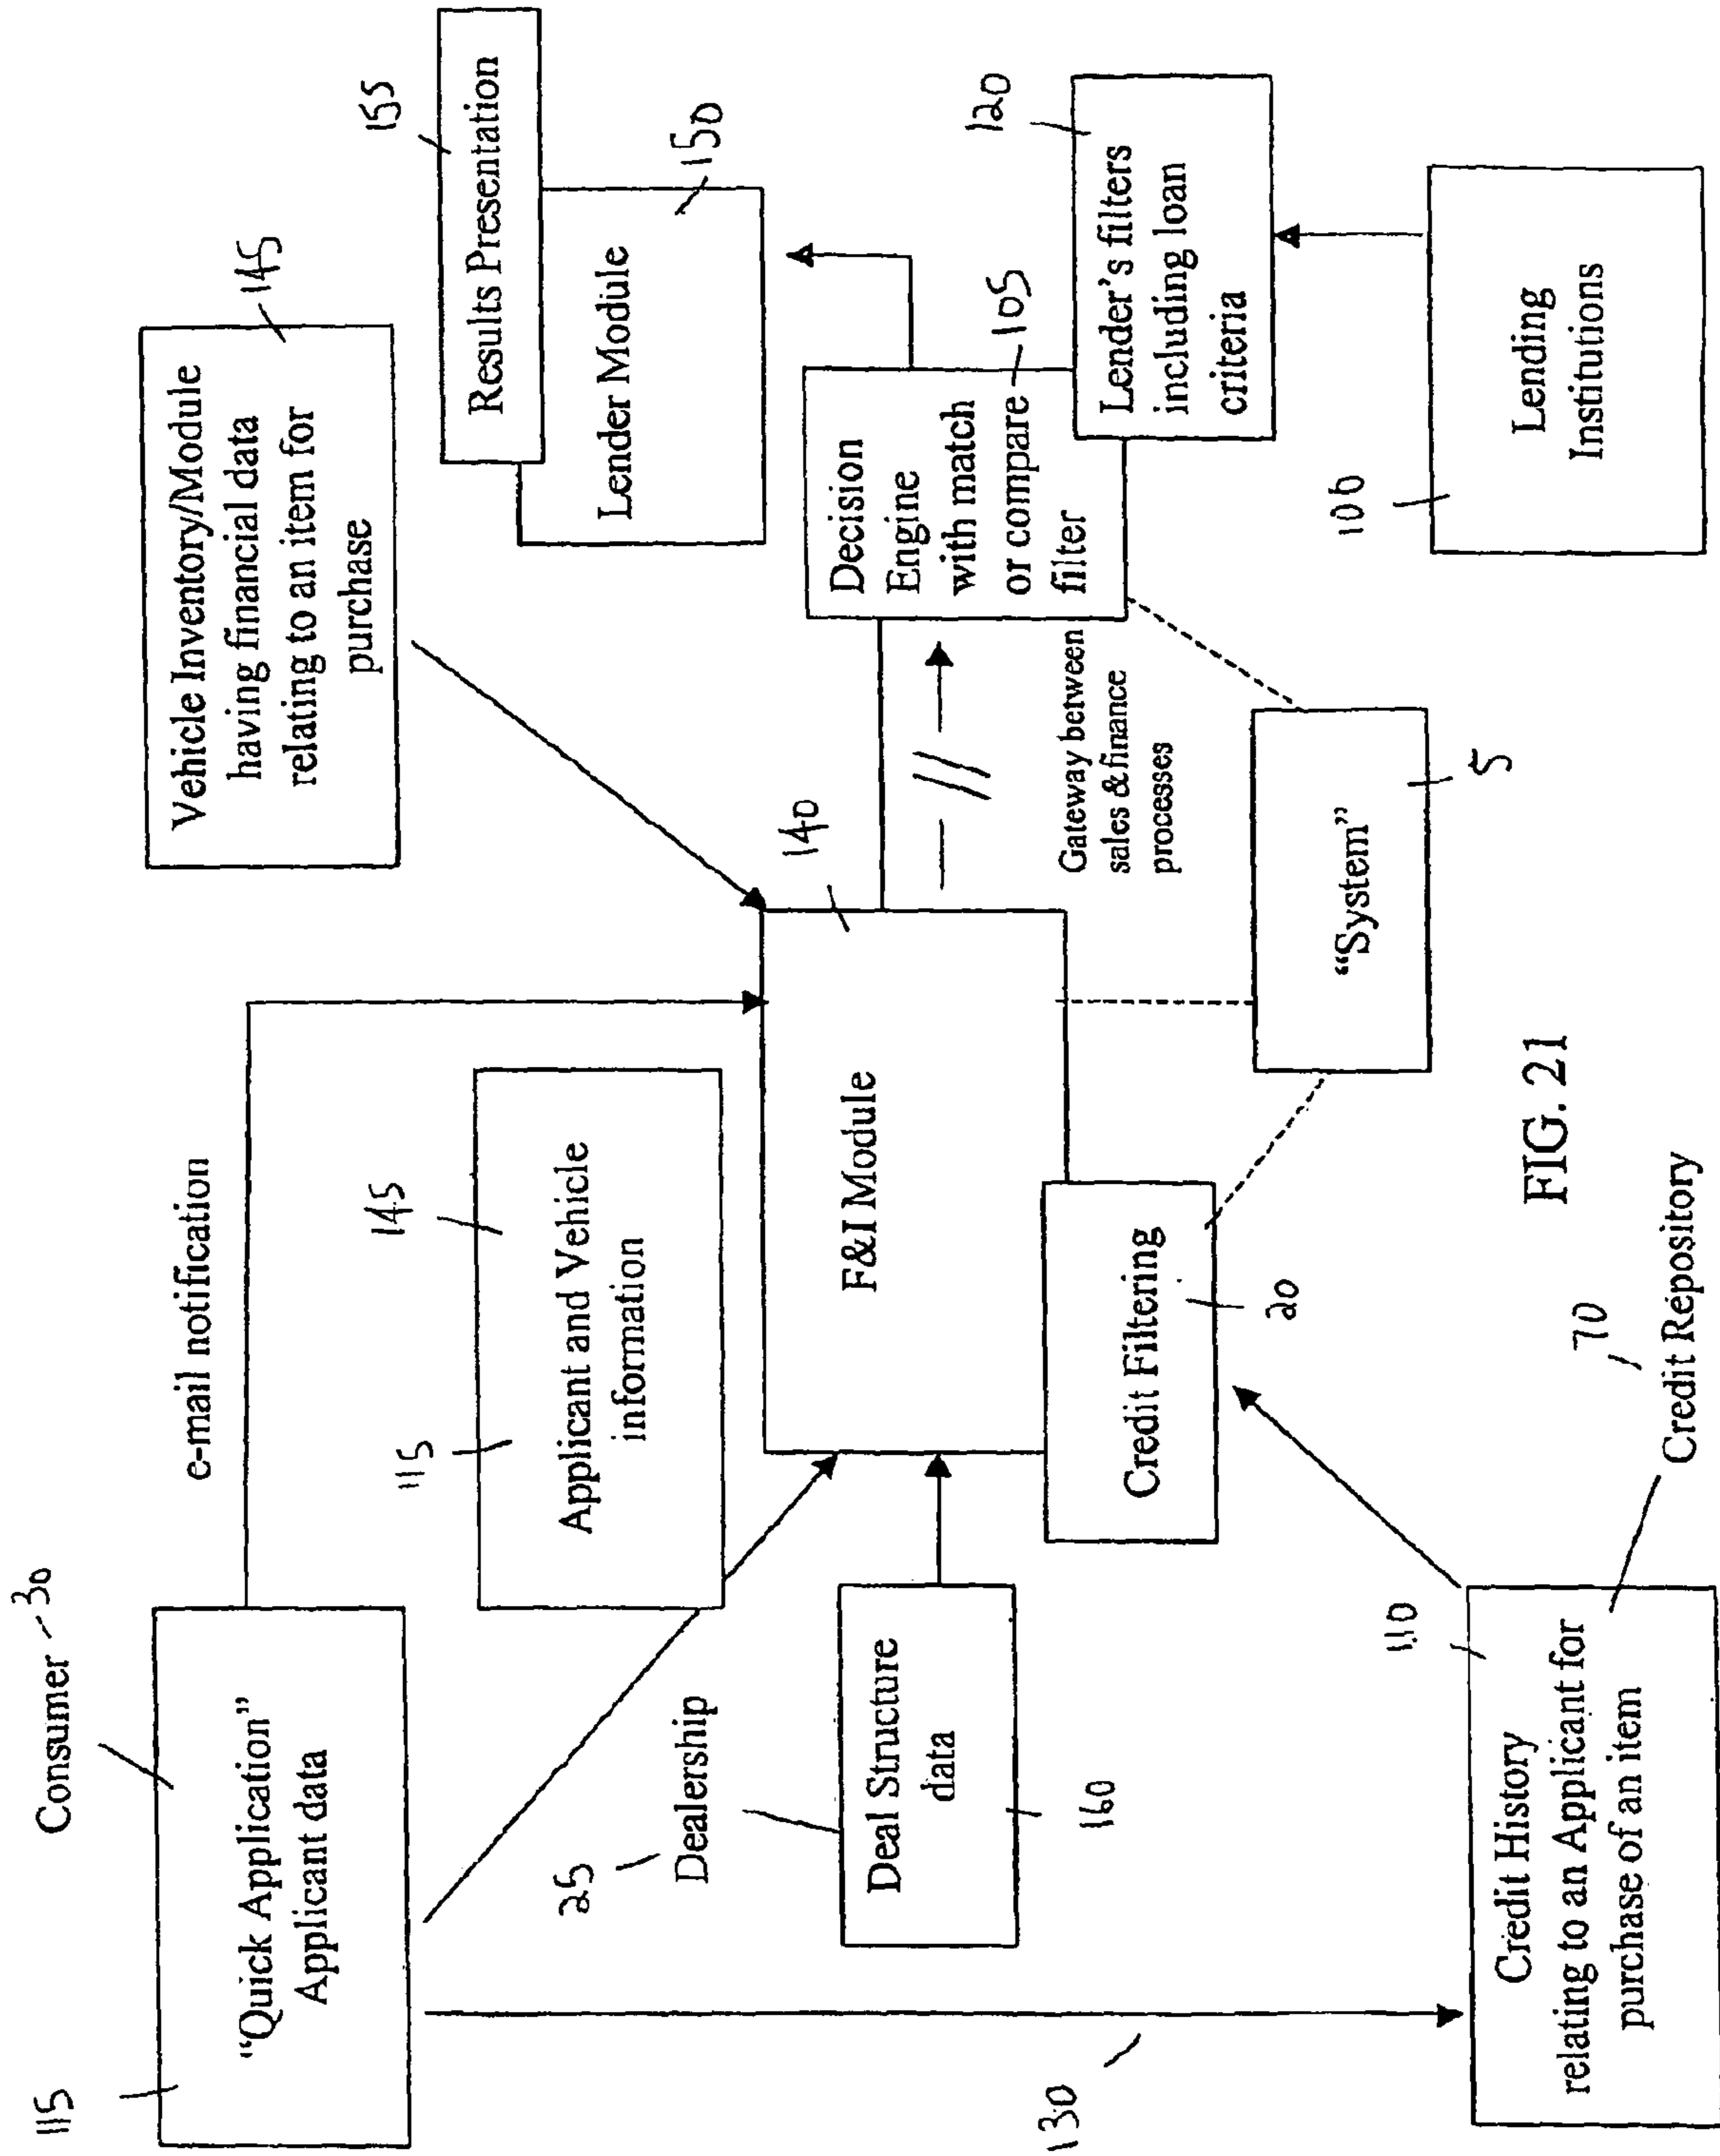 115
Consumer
30
"Quick Application"
Applicant data
e-mail notification
Vehicle Inventory/Module
having financial data
relating to an item for
purchase
145
155
Results Presentation
Lender Module
150
145
115
Applicant and Vehicle
information
25
Dealership
Deal Structure
data
160
F&I Module
140
Gateway between
sales & finance
processes
Decision
Engine
with match
or compare
filter
105
120
Lender's filters
including loan
criteria
Credit Filtering
20
"System"
5
106
Lending
Institutions
130
110
Credit History
relating to an Applicant for
purchase of an item
70
Credit Repository
FIG. 21